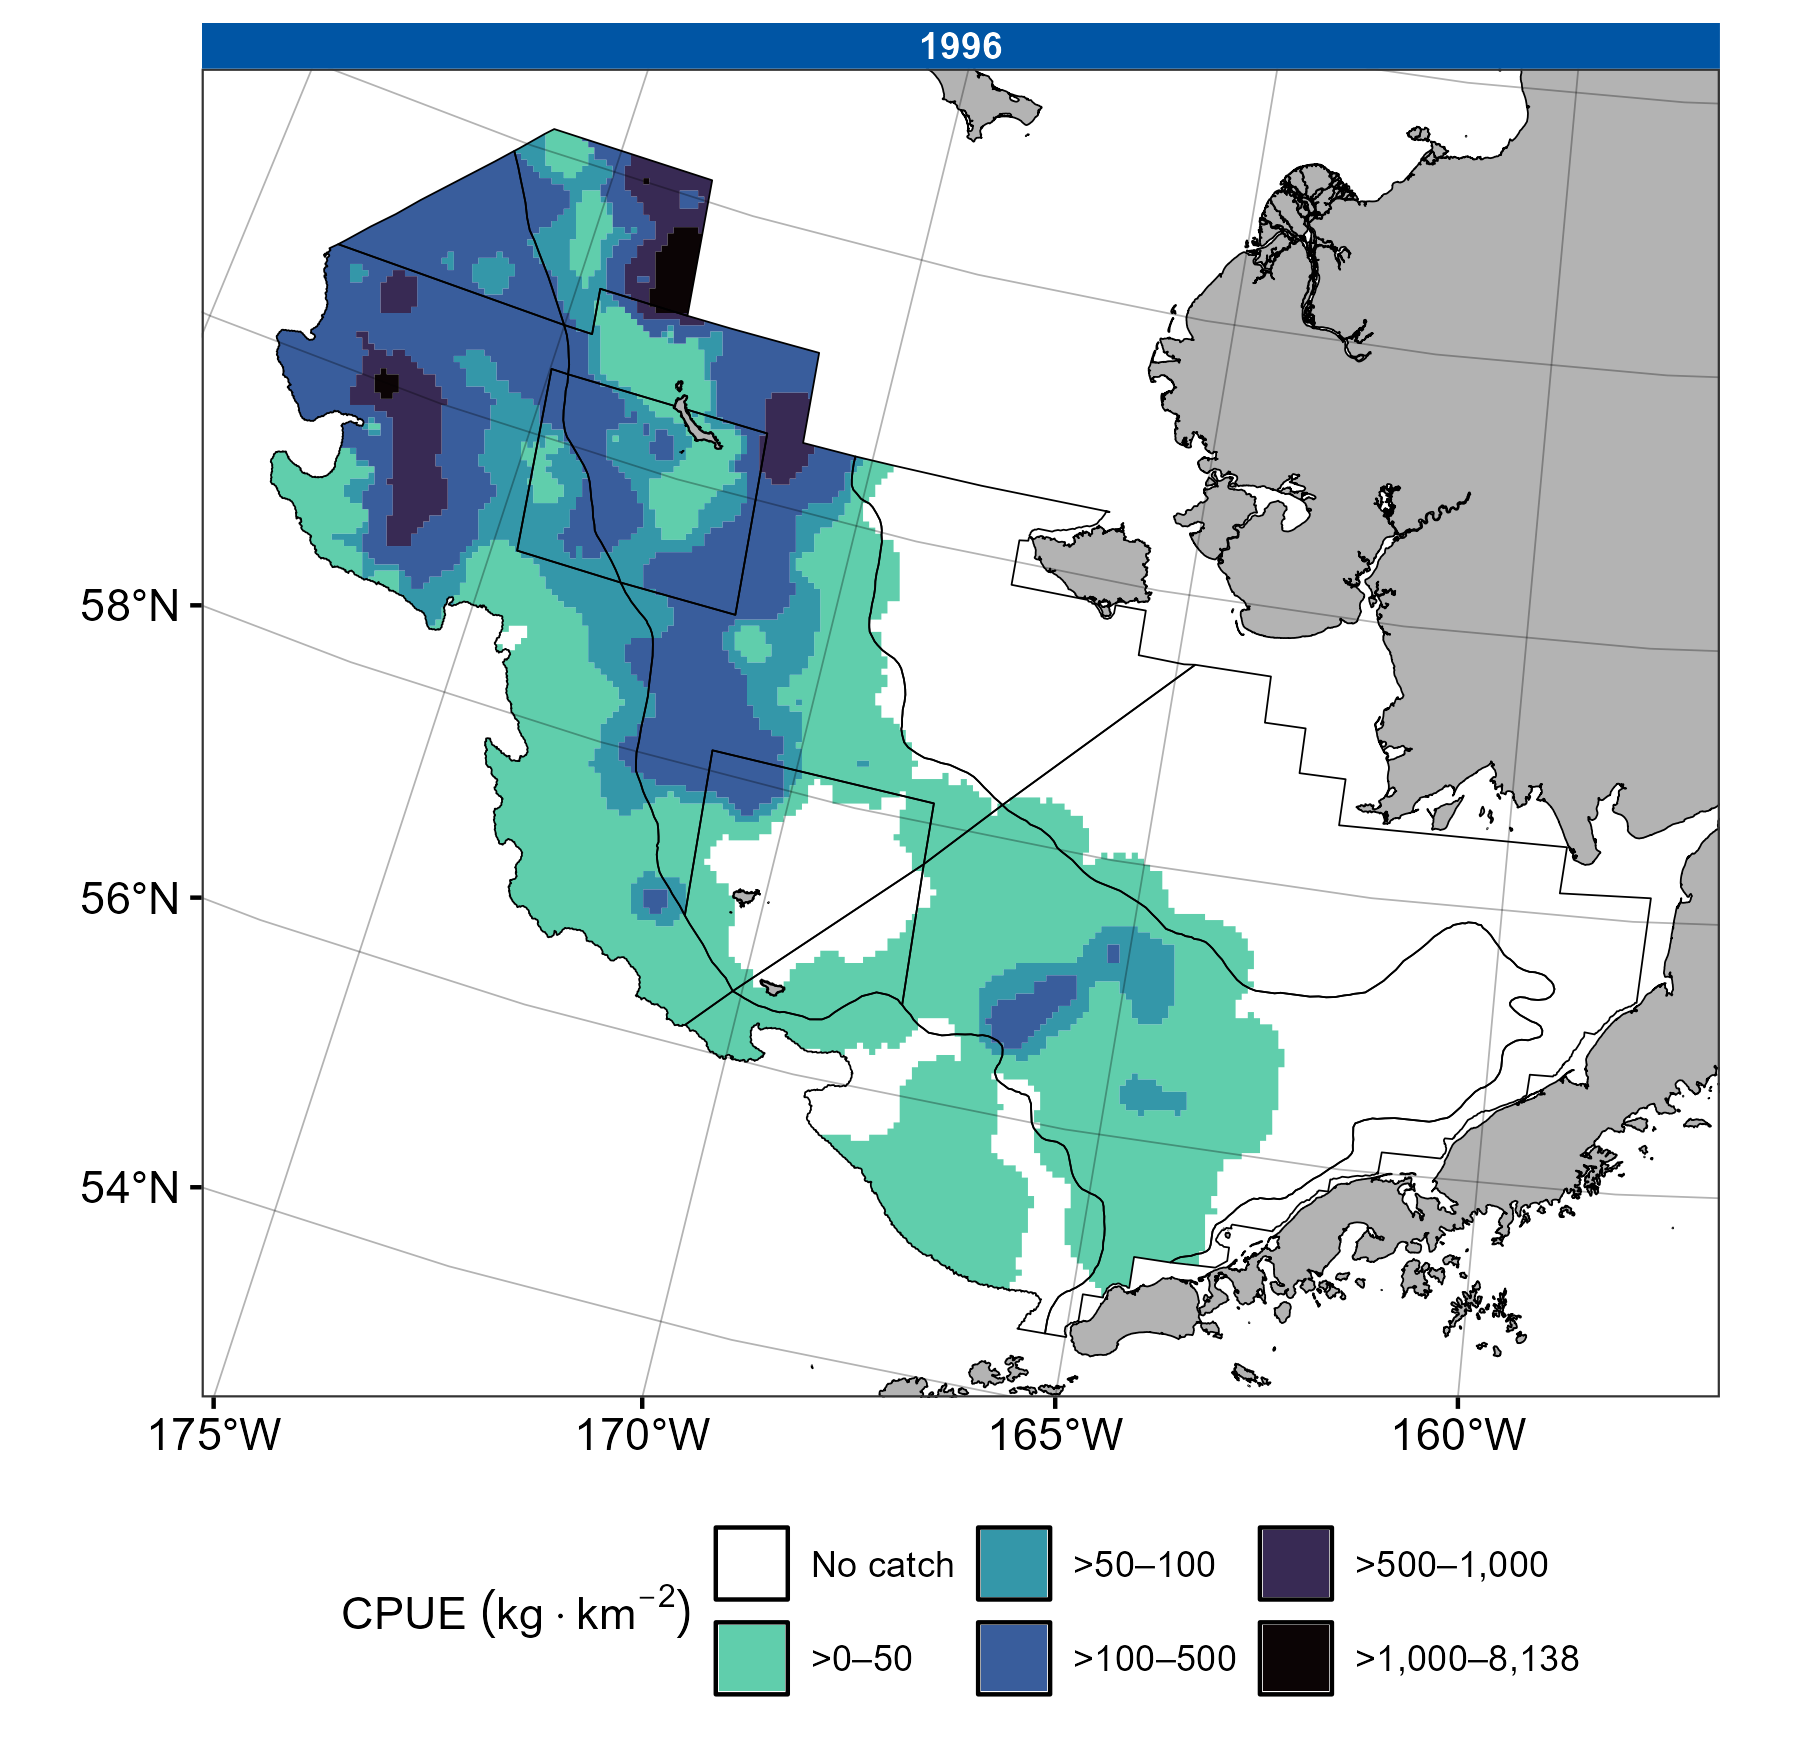 1996
58°N
56°N
54°N
175°W 170°W 165°W 160°W
CPUE (kg · km⁻²)
No catch >50–100 >500–1,000
>0–50 >100–500 >1,000–8,138